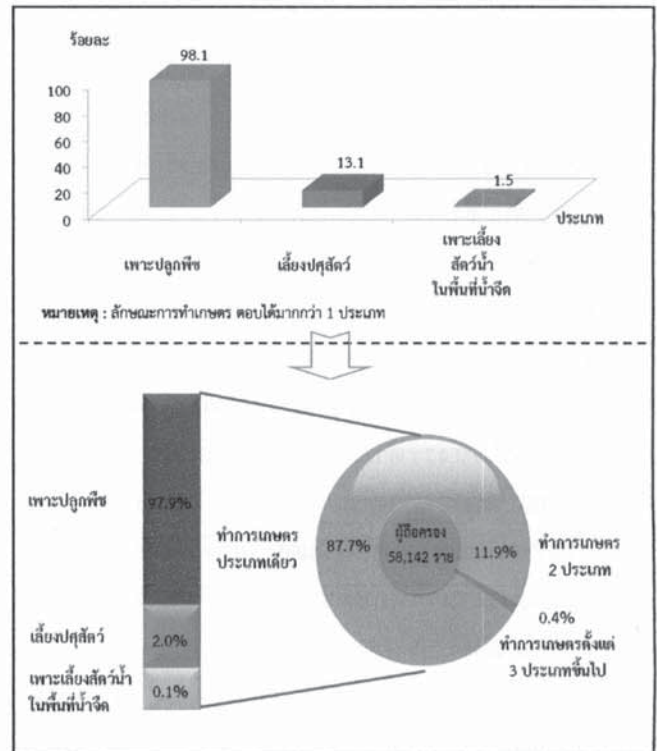 ร้อยละ
98.1
100
80
60
40
20
0
13.1
1.5
ประเภท
เพาะปลูกพืช
เลี้ยงปศุสัตว์
เพาะเลี้ยง
สัตว์น้ำ
ในพื้นที่น้ำจืด
หมายเหตุ : ลักษณะการทำเกษตร ตอบได้มากกว่า 1 ประเภท
เพาะปลูกพืช
97.9%
ทำการเกษตร
ประเภทเดียว
87.7%
ผู้ถือครอง
58,142 ราย
11.9%
ทำการเกษตร
2 ประเภท
0.4%
ทำการเกษตรตั้งแต่
3 ประเภทขึ้นไป
เลี้ยงปศุสัตว์
2.0%
เพาะเลี้ยงสัตว์น้ำ
ในพื้นที่น้ำจืด
0.1%